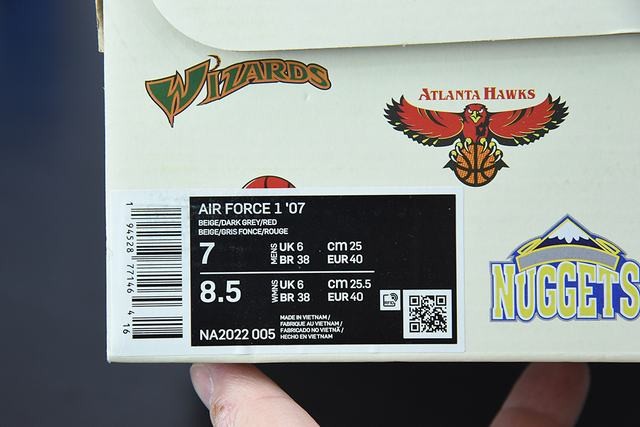 WIZARDS
ATLANTA HAWKS
NUGGETS
AIR FORCE 1 '07
BEIGE/DARK GREY/RED
BEIGE/GRIS FONCE/ROUGE
7 MENS UK 6 CM 25
BR 38 EUR 40
8.5 WMNS UK 6 CM 25.5
BR 38 EUR 40
NA2022 005
MADE IN VIETNAM /
FABRIQUE AU VIETNAM /
FABRICADO NO VIETNÃ /
HECHO EN VIETNAM
RFID
1 94528 77146 4 16